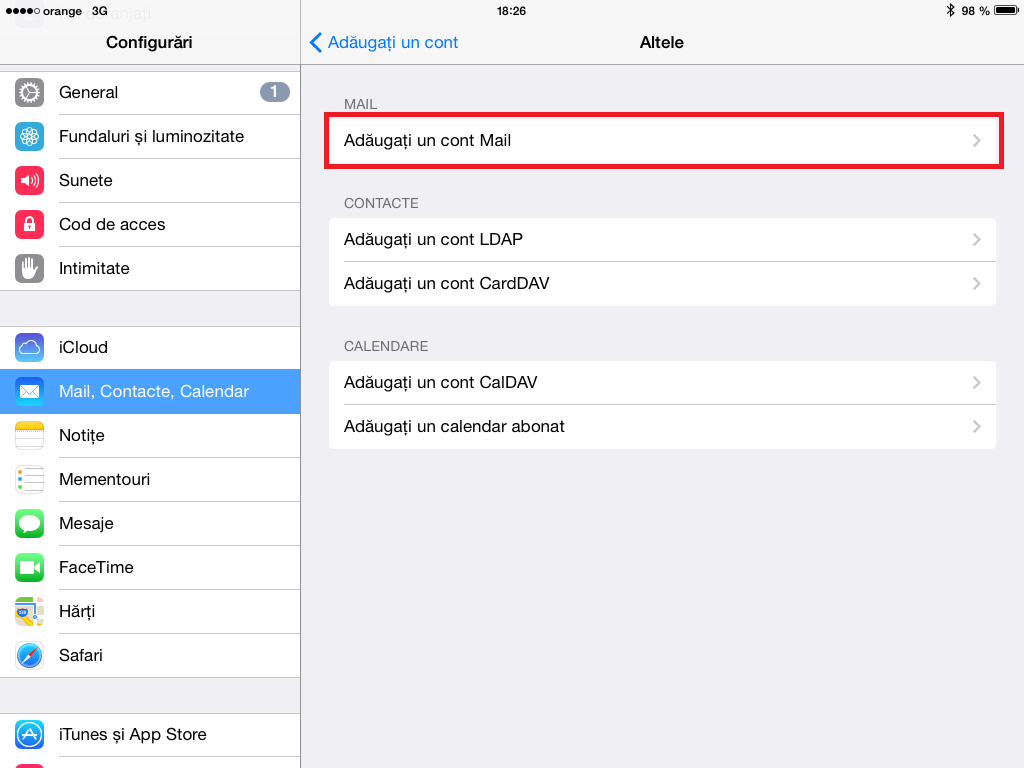 orange 3G 18:26 98 %
Configurări
General 1
Fundaluri și luminozitate
Sunete
Cod de acces
Intimitate
iCloud
Mail, Contacte, Calendar
Notițe
Mementouri
Mesaje
FaceTime
Hărți
Safari
iTunes și App Store
Adăugați un cont
Altele
MAIL
Adăugați un cont Mail
CONTACTE
Adăugați un cont LDAP
Adăugați un cont CardDAV
CALENDARE
Adăugați un cont CalDAV
Adăugați un calendar abonat